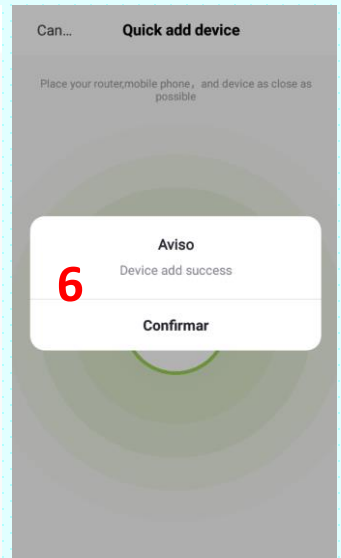 Can... Quick add device
Place your router,mobile phone，and device as close as
possible
Aviso
6
Device add success
Confirmar